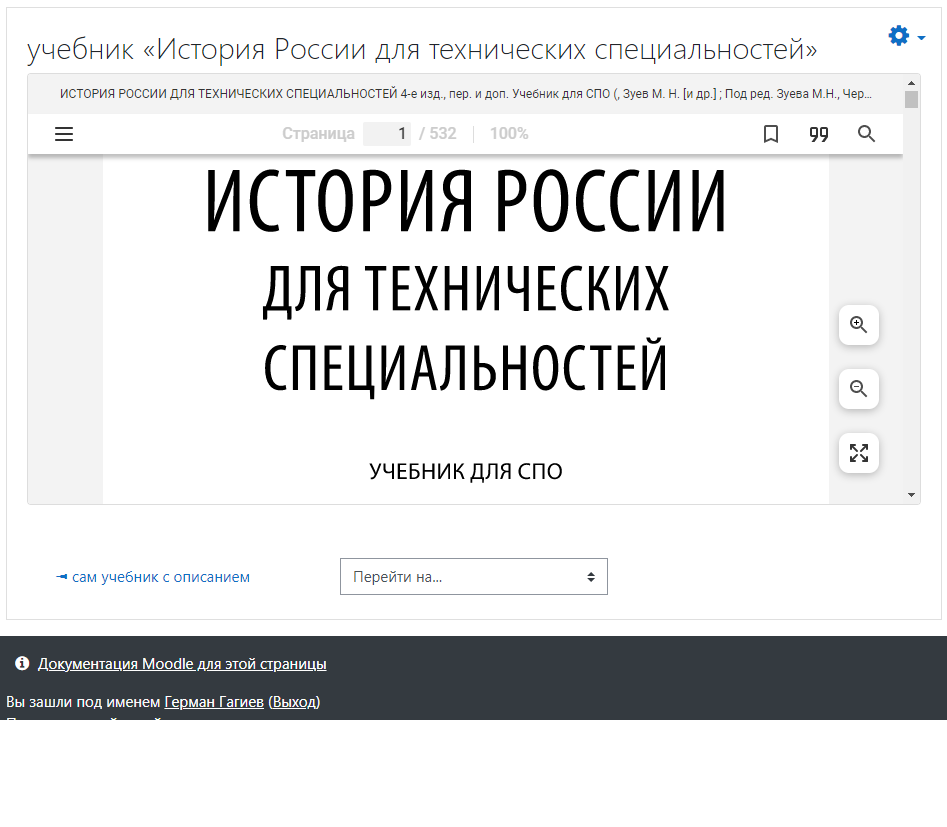 учебник «История России для технических специальностей»
ИСТОРИЯ РОССИИ ДЛЯ ТЕХНИЧЕСКИХ СПЕЦИАЛЬНОСТЕЙ 4-е изд., пер. и доп. Учебник для СПО (, Зуев М. Н. [и др.] ; Под ред. Зуева М.Н., Чер...
Страница 1 / 532 100%
ИСТОРИЯ РОССИИ
ДЛЯ ТЕХНИЧЕСКИХ
СПЕЦИАЛЬНОСТЕЙ
УЧЕБНИК ДЛЯ СПО
◄ сам учебник с описанием
Перейти на...
Документация Moodle для этой страницы
Вы зашли под именем Герман Гагиев (Выход)